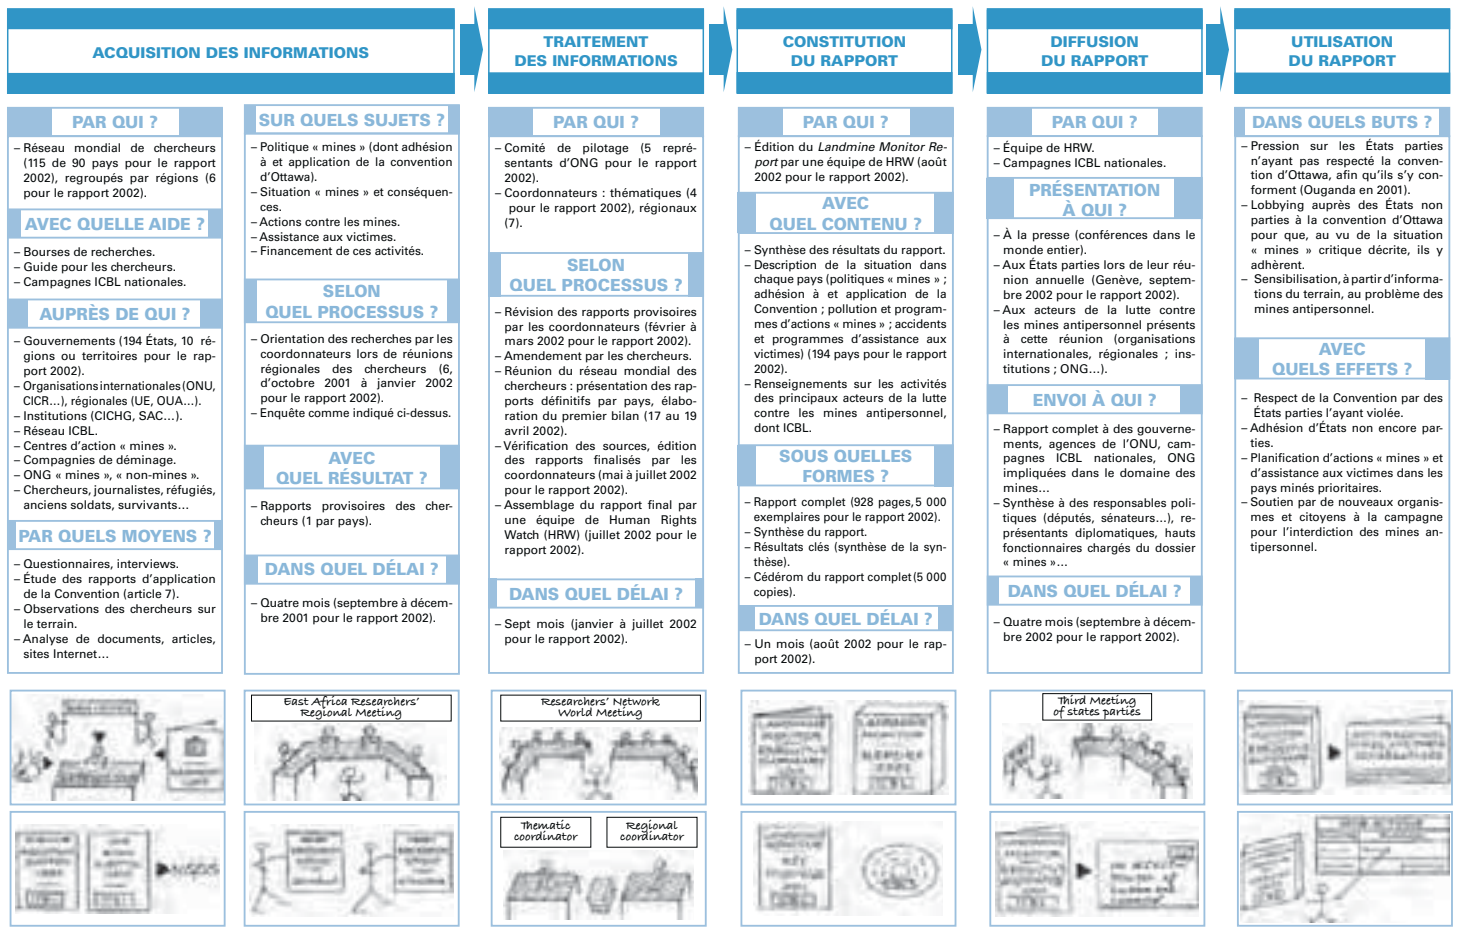 ACQUISITION DES INFORMATIONS
TRAITEMENT
DES INFORMATIONS
CONSTITUTION
DU RAPPORT
DIFFUSION
DU RAPPORT
UTILISATION
DU RAPPORT
PAR QUI ?
– Réseau mondial de chercheurs
(115 de 90 pays pour le rapport
2002), regroupés par régions (6
pour le rapport 2002).
AVEC QUELLE AIDE ?
– Bourses de recherches.
– Guide pour les chercheurs.
– Campagnes ICBL nationales.
AUPRÈS DE QUI ?
– Gouvernements (194 États, 10 ré-
gions ou territoires pour le rap-
port 2002).
– Organisations internationales (ONU,
CICR...), régionales (UE, OUA...).
– Institutions (CICHG, SAC...).
– Réseau ICBL.
– Centres d'action « mines ».
– Compagnies de déminage.
– ONG « mines », « non-mines ».
– Chercheurs, journalistes, réfugiés,
anciens soldats, survivants...
PAR QUELS MOYENS ?
– Questionnaires, interviews.
– Étude des rapports d'application
de la Convention (article 7).
– Observations des chercheurs sur
le terrain.
– Analyse de documents, articles,
sites Internet...
SUR QUELS SUJETS ?
– Politique « mines » (dont adhésion
à et application de la convention
d'Ottawa).
– Situation « mines » et conséquen-
ces.
– Actions contre les mines.
– Assistance aux victimes.
– Financement de ces activités.
SELON
QUEL PROCESSUS ?
– Orientation des recherches par les
coordonnateurs lors de réunions
régionales des chercheurs (6,
d'octobre 2001 à janvier 2002
pour le rapport 2002).
– Enquête comme indiqué ci-dessus.
AVEC
QUEL RÉSULTAT ?
– Rapports provisoires des cher-
cheurs (1 par pays).
DANS QUEL DÉLAI ?
– Quatre mois (septembre à décem-
bre 2001 pour le rapport 2002).
PAR QUI ?
– Comité de pilotage (5 repré-
sentants d'ONG pour le rapport
2002).
– Coordonnateurs : thématiques (4
pour le rapport 2002), régionaux
(7).
SELON
QUEL PROCESSUS ?
– Révision des rapports provisoires
par les coordonnateurs (février à
mars 2002 pour le rapport 2002).
– Amendement par les chercheurs.
– Réunion du réseau mondial des
chercheurs : présentation des rap-
ports définitifs par pays, élabo-
ration du premier bilan (17 au 19
avril 2002).
– Vérification des sources, édition
des rapports finalisés par les
coordonnateurs (mai à juillet 2002
pour le rapport 2002).
– Assemblage du rapport final par
une équipe de Human Rights
Watch (HRW) (juillet 2002 pour le
rapport 2002).
DANS QUEL DÉLAI ?
– Sept mois (janvier à juillet 2002
pour le rapport 2002).
PAR QUI ?
– Édition du Landmine Monitor Re-
port par une équipe de HRW (août
2002 pour le rapport 2002).
AVEC
QUEL CONTENU ?
– Synthèse des résultats du rapport.
– Description de la situation dans
chaque pays (politiques « mines » ;
adhésion à et application de la
Convention ; pollution et program-
mes d'actions « mines » ; accidents
et programmes d'assistance aux
victimes) (194 pays pour le rapport
2002).
– Renseignements sur les activités
des principaux acteurs de la lutte
contre les mines antipersonnel,
dont ICBL.
SOUS QUELLES
FORMES ?
– Rapport complet (928 pages, 5 000
exemplaires pour le rapport 2002).
– Synthèse du rapport.
– Résultats clés (synthèse de la syn-
thèse).
– Cédérom du rapport complet (5 000
copies).
DANS QUEL DÉLAI ?
– Un mois (août 2002 pour le rap-
port 2002).
PAR QUI ?
– Équipe de HRW.
– Campagnes ICBL nationales.
PRÉSENTATION
À QUI ?
– À la presse (conférences dans le
monde entier).
– Aux États parties lors de leur réu-
nion annuelle (Genève, septem-
bre 2002 pour le rapport 2002).
– Aux acteurs de la lutte contre
les mines antipersonnel présents
à cette réunion (organisations
internationales, régionales ; ins-
titutions ; ONG...).
ENVOI À QUI ?
– Rapport complet à des gouverne-
ments, agences de l'ONU, cam-
pagnes ICBL nationales, ONG
impliquées dans le domaine des
mines...
– Synthèse à des responsables poli-
tiques (députés, sénateurs...), re-
présentants diplomatiques, hauts
fonctionnaires chargés du dossier
« mines »...
DANS QUEL DÉLAI ?
– Quatre mois (septembre à décem-
bre 2002 pour le rapport 2002).
DANS QUELS BUTS ?
– Pression sur les États parties
n'ayant pas respecté la conven-
tion d'Ottawa, afin qu'ils s'y con-
forment (Ouganda en 2001).
– Lobbying auprès des États non
parties à la convention d'Ottawa
pour que, au vu de la situation
« mines » critique décrite, ils y
adhèrent.
– Sensibilisation, à partir d'informa-
tions du terrain, au problème des
mines antipersonnel.
AVEC
QUELS EFFETS ?
– Respect de la Convention par des
États parties l'ayant violée.
– Adhésion d'États non encore par-
ties.
– Planification d'actions « mines » et
d'assistance aux victimes dans les
pays minés prioritaires.
– Soutien par de nouveaux organis-
mes et citoyens à la campagne
pour l'interdiction des mines an-
tipersonnel.
East Africa Researchers'
Regional Meeting
Researchers' Network
World Meeting
Third Meeting
of states parties
Thematic
coordinator
Regional
coordinator